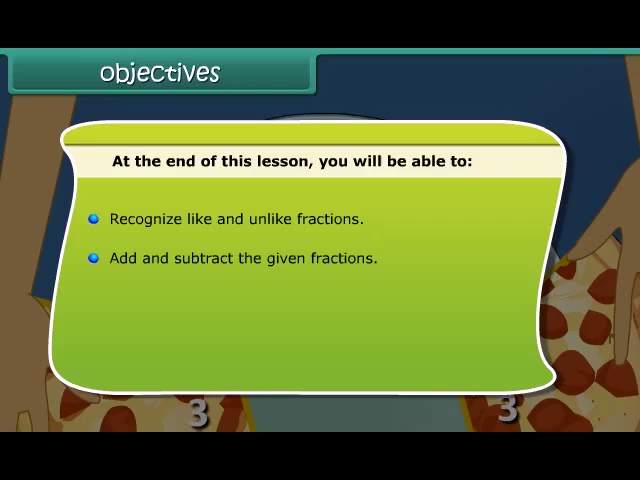 Objectives
At the end of this lesson, you will be able to:
Recognize like and unlike fractions.
Add and subtract the given fractions.
3
3